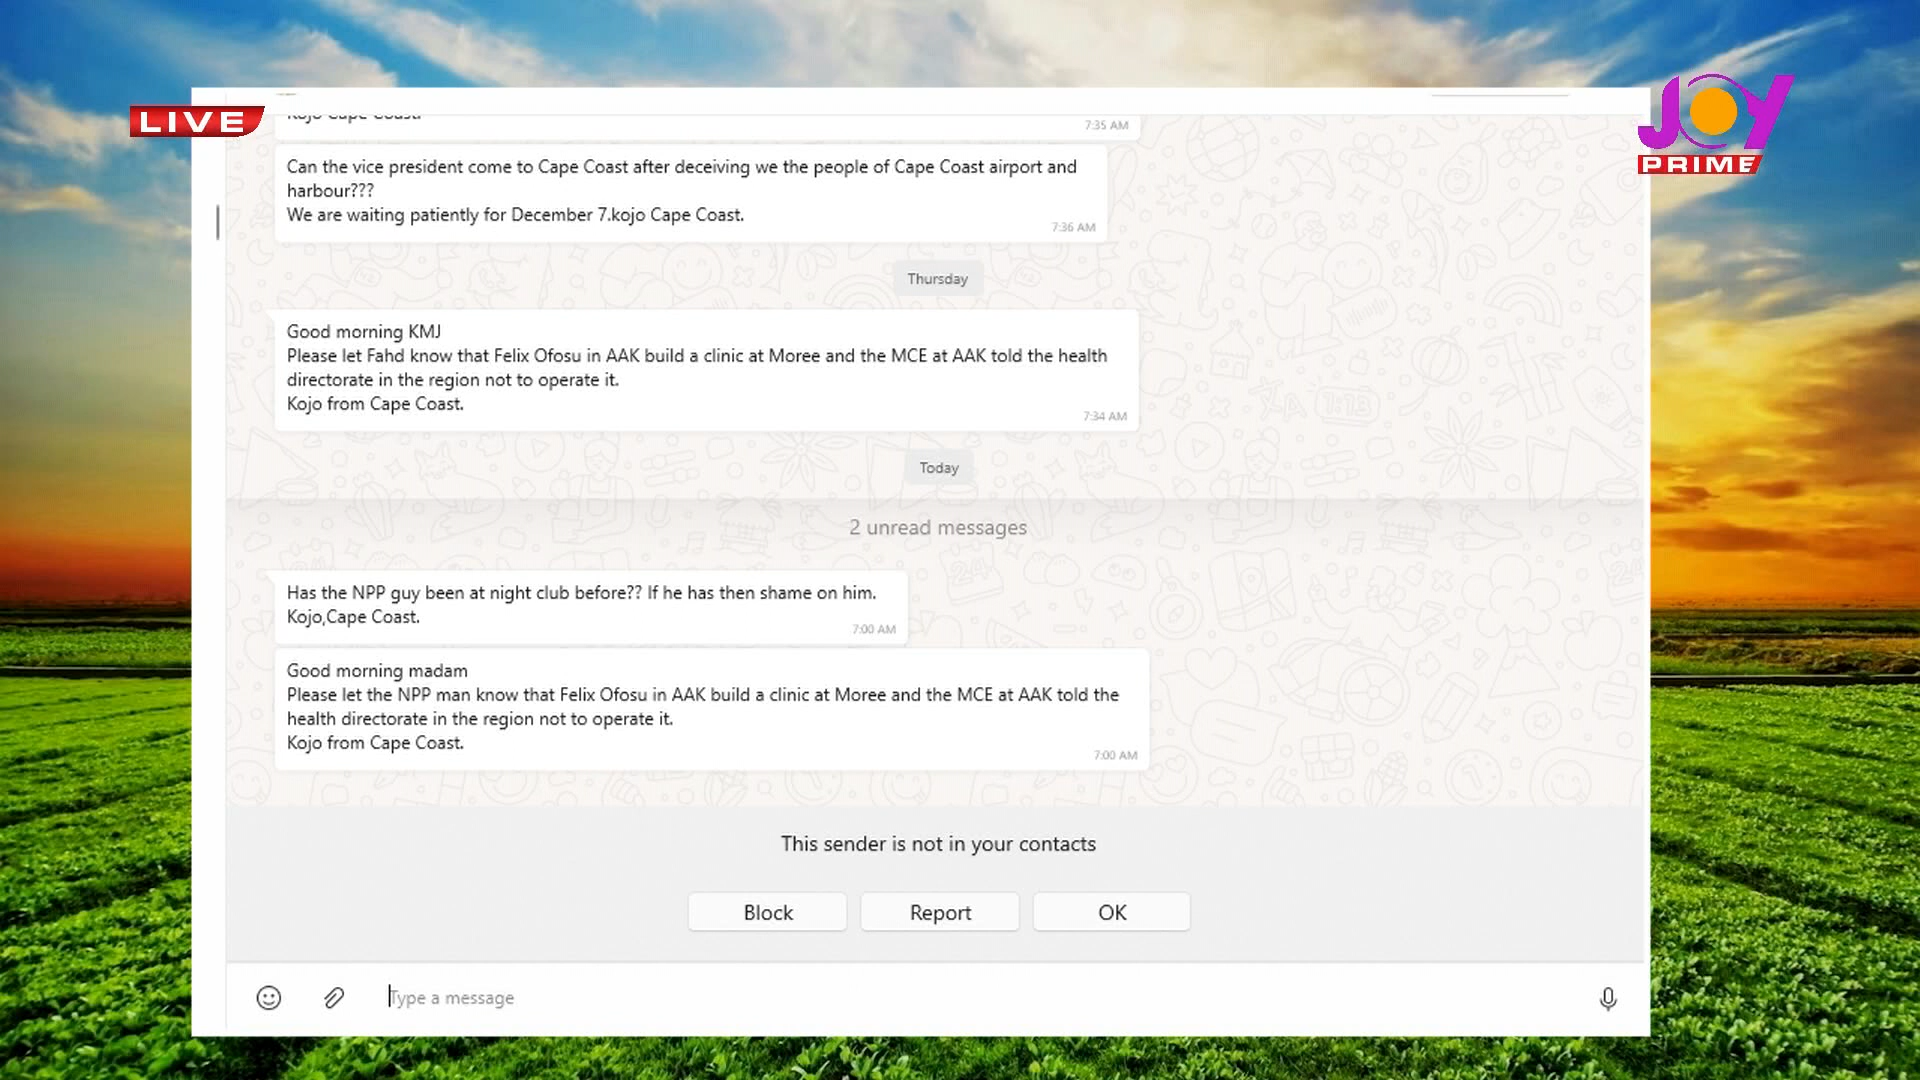 LIVE
JOY
PRIME
Kojo Cape Coast.
7:35 AM
Can the vice president come to Cape Coast after deceiving we the people of Cape Coast airport and
harbour???
We are waiting patiently for December 7.kojo Cape Coast.
7:36 AM
Thursday
Good morning KMJ
Please let Fahd know that Felix Ofosu in AAK build a clinic at Moree and the MCE at AAK told the health
directorate in the region not to operate it.
Kojo from Cape Coast.
7:34 AM
Today
2 unread messages
Has the NPP guy been at night club before?? If he has then shame on him.
Kojo,Cape Coast.
7:00 AM
Good morning madam
Please let the NPP man know that Felix Ofosu in AAK build a clinic at Moree and the MCE at AAK told the
health directorate in the region not to operate it.
Kojo from Cape Coast.
7:00 AM
This sender is not in your contacts
Block
Report
OK
Type a message